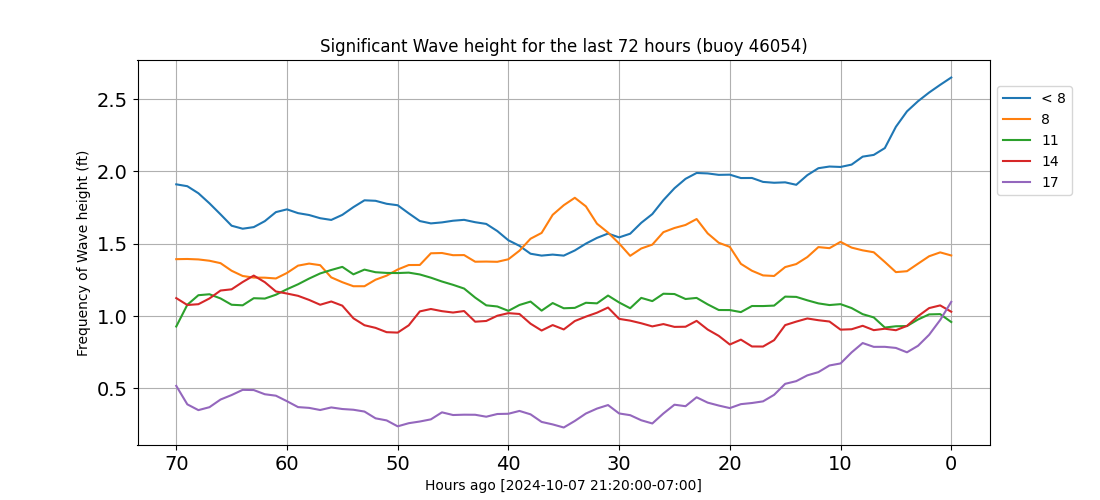 Significant Wave height for the last 72 hours (buoy 46054)
Frequency of Wave height (ft)
2.5
2.0
1.5
1.0
0.5
70 60 50 40 30 20 10 0
Hours ago [2024-10-07 21:20:00-07:00]
< 8
8
11
14
17